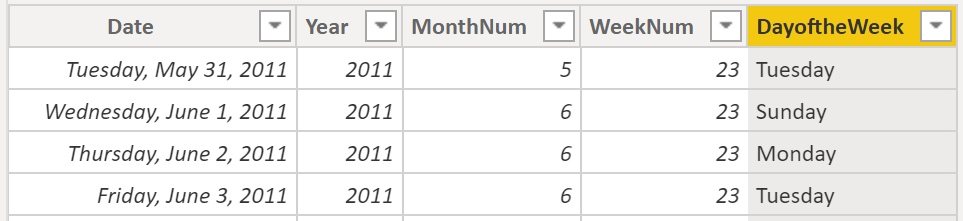 Date Year MonthNum WeekNum DayoftheWeek
Tuesday, May 31, 2011 2011 5 23 Tuesday
Wednesday, June 1, 2011 2011 6 23 Sunday
Thursday, June 2, 2011 2011 6 23 Monday
Friday, June 3, 2011 2011 6 23 Tuesday